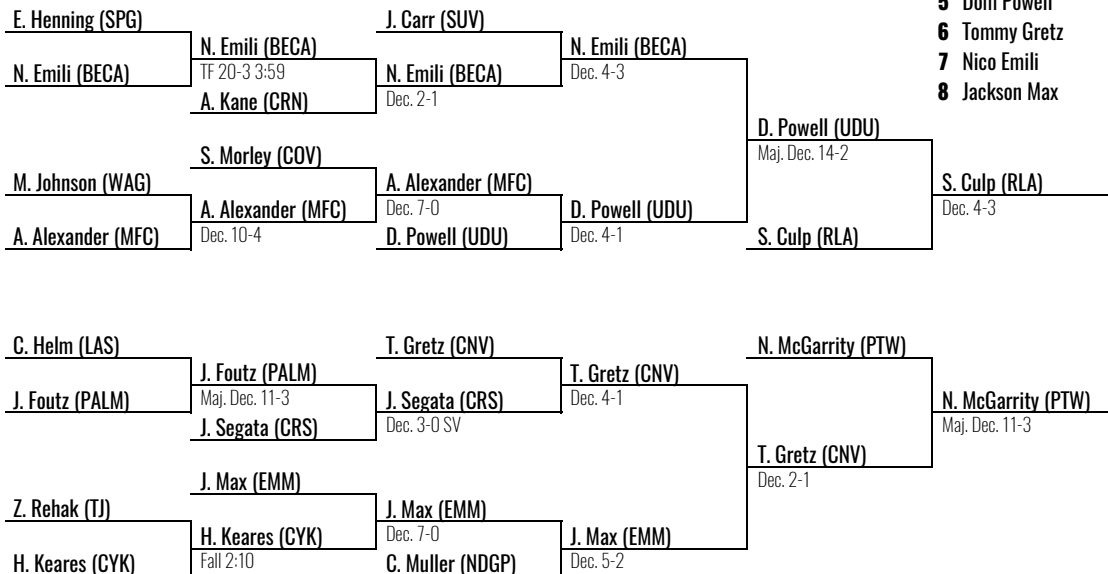 5 Dom Powell
6 Tommy Gretz
7 Nico Emili
8 Jackson Max
E. Henning (SPG)
N. Emili (BECA)
N. Emili (BECA)
TF 20-3 3:59
A. Kane (CRN)
J. Carr (SUV)
N. Emili (BECA)
Dec. 2-1
N. Emili (BECA)
Dec. 4-3
M. Johnson (WAG)
A. Alexander (MFC)
S. Morley (COV)
A. Alexander (MFC)
Dec. 10-4
A. Alexander (MFC)
Dec. 7-0
D. Powell (UDU)
D. Powell (UDU)
Dec. 4-1
D. Powell (UDU)
Maj. Dec. 14-2
S. Culp (RLA)
S. Culp (RLA)
Dec. 4-3
C. Helm (LAS)
J. Foutz (PALM)
J. Foutz (PALM)
Maj. Dec. 11-3
J. Segata (CRS)
T. Gretz (CNV)
J. Segata (CRS)
Dec. 3-0 SV
T. Gretz (CNV)
Dec. 4-1
Z. Rehak (TJ)
H. Keares (CYK)
J. Max (EMM)
H. Keares (CYK)
Fall 2:10
J. Max (EMM)
Dec. 7-0
C. Muller (NDGP)
J. Max (EMM)
Dec. 5-2
N. McGarrity (PTW)
T. Gretz (CNV)
Dec. 2-1
N. McGarrity (PTW)
Maj. Dec. 11-3